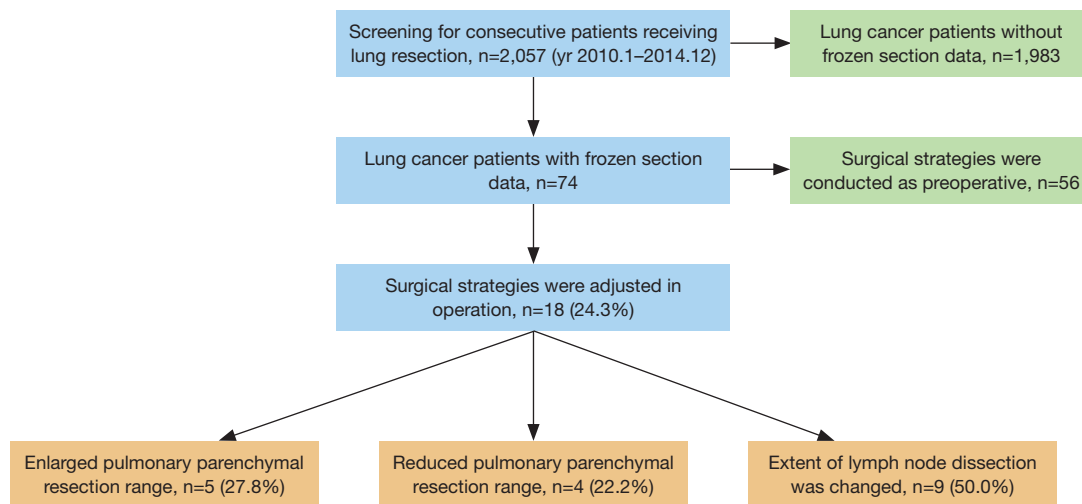 Screening for consecutive patients receiving
lung resection, n=2,057 (yr 2010.1–2014.12)
Lung cancer patients without
frozen section data, n=1,983
Lung cancer patients with frozen section
data, n=74
Surgical strategies were
conducted as preoperative, n=56
Surgical strategies were adjusted in
operation, n=18 (24.3%)
Enlarged pulmonary parenchymal
resection range, n=5 (27.8%)
Reduced pulmonary parenchymal
resection range, n=4 (22.2%)
Extent of lymph node dissection
was changed, n=9 (50.0%)